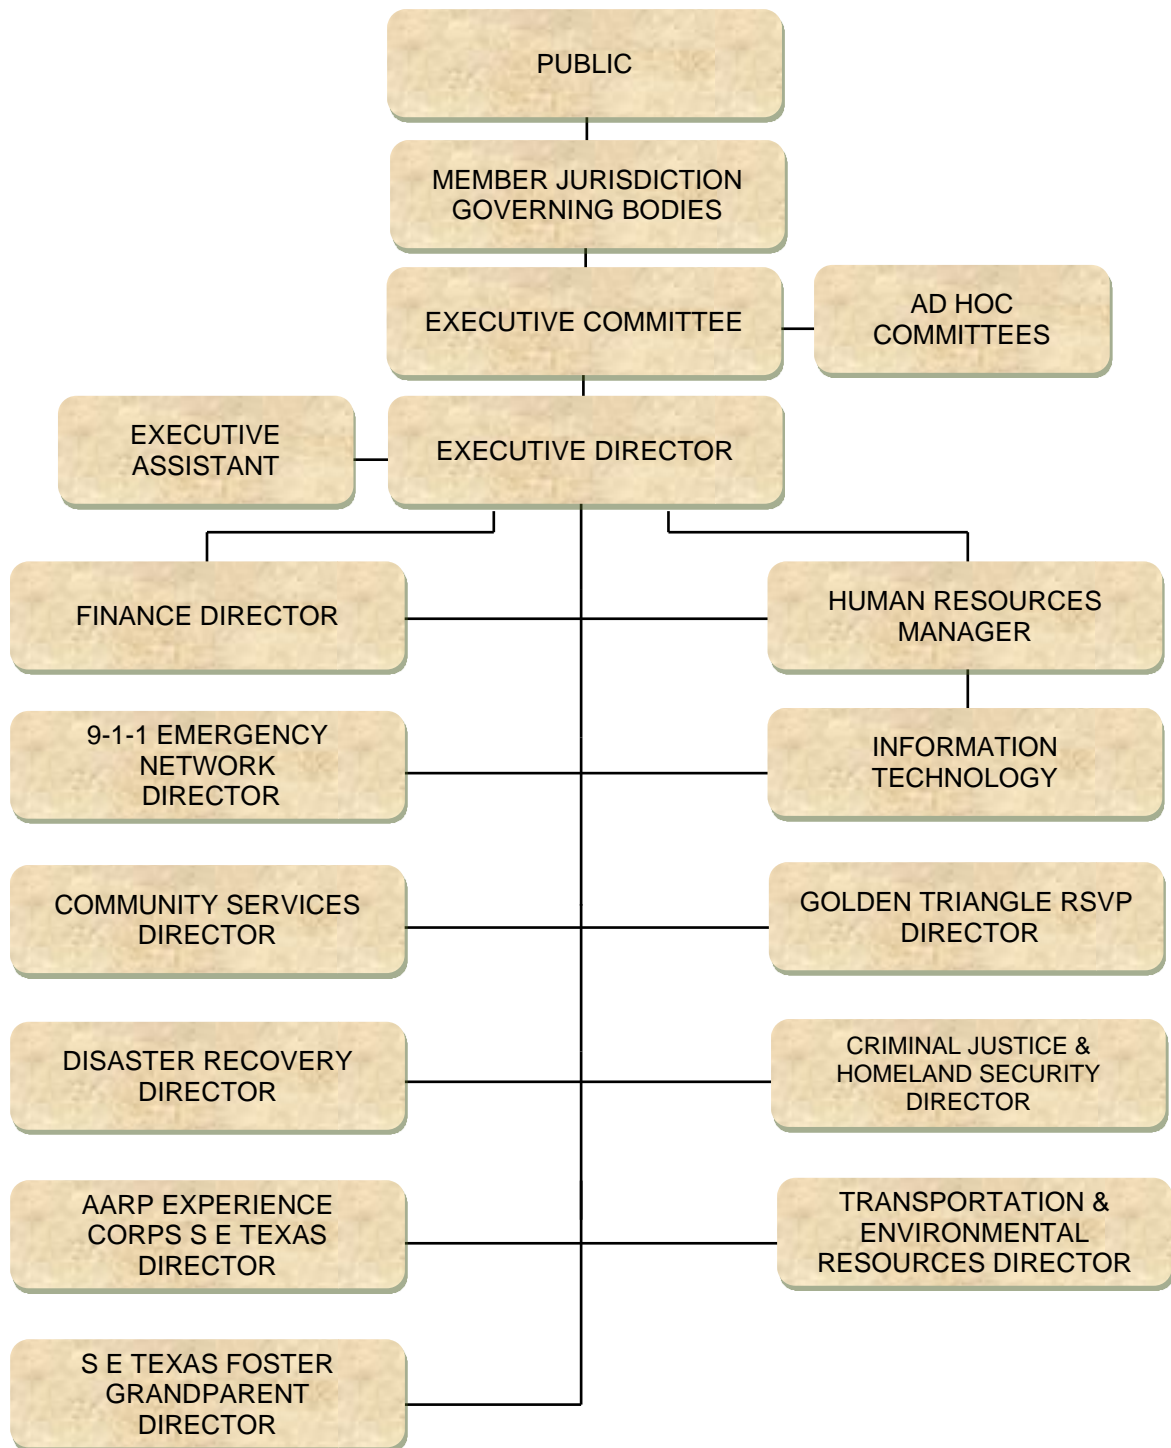 PUBLIC
MEMBER JURISDICTION
GOVERNING BODIES
EXECUTIVE COMMITTEE
AD HOC
COMMITTEES
EXECUTIVE
ASSISTANT
EXECUTIVE DIRECTOR
FINANCE DIRECTOR
HUMAN RESOURCES
MANAGER
9-1-1 EMERGENCY
NETWORK
DIRECTOR
INFORMATION
TECHNOLOGY
COMMUNITY SERVICES
DIRECTOR
GOLDEN TRIANGLE RSVP
DIRECTOR
DISASTER RECOVERY
DIRECTOR
CRIMINAL JUSTICE &
HOMELAND SECURITY
DIRECTOR
AARP EXPERIENCE
CORPS S E TEXAS
DIRECTOR
TRANSPORTATION &
ENVIRONMENTAL
RESOURCES DIRECTOR
S E TEXAS FOSTER
GRANDPARENT
DIRECTOR